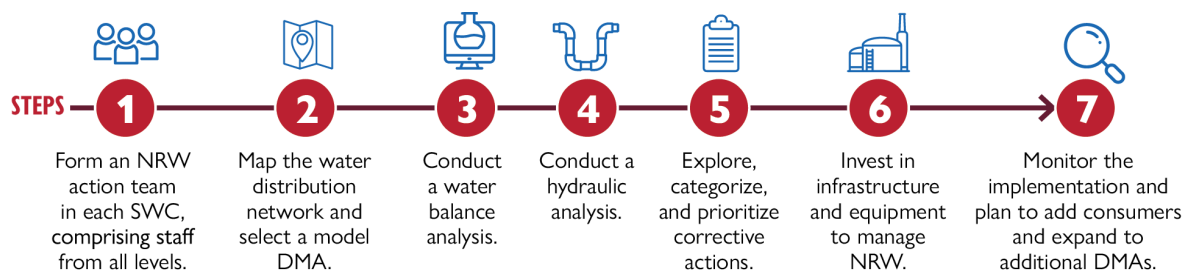 STEPS
1
Form an NRW
action team
in each SWC,
comprising staff
from all levels.
2
Map the water
distribution
network and
select a model
DMA.
3
Conduct
a water
balance
analysis.
4
Conduct a
hydraulic
analysis.
5
Explore,
categorize,
and prioritize
corrective
actions.
6
Invest in
infrastructure
and equipment
to manage
NRW.
7
Monitor the
implementation and
plan to add consumers
and expand to
additional DMAs.